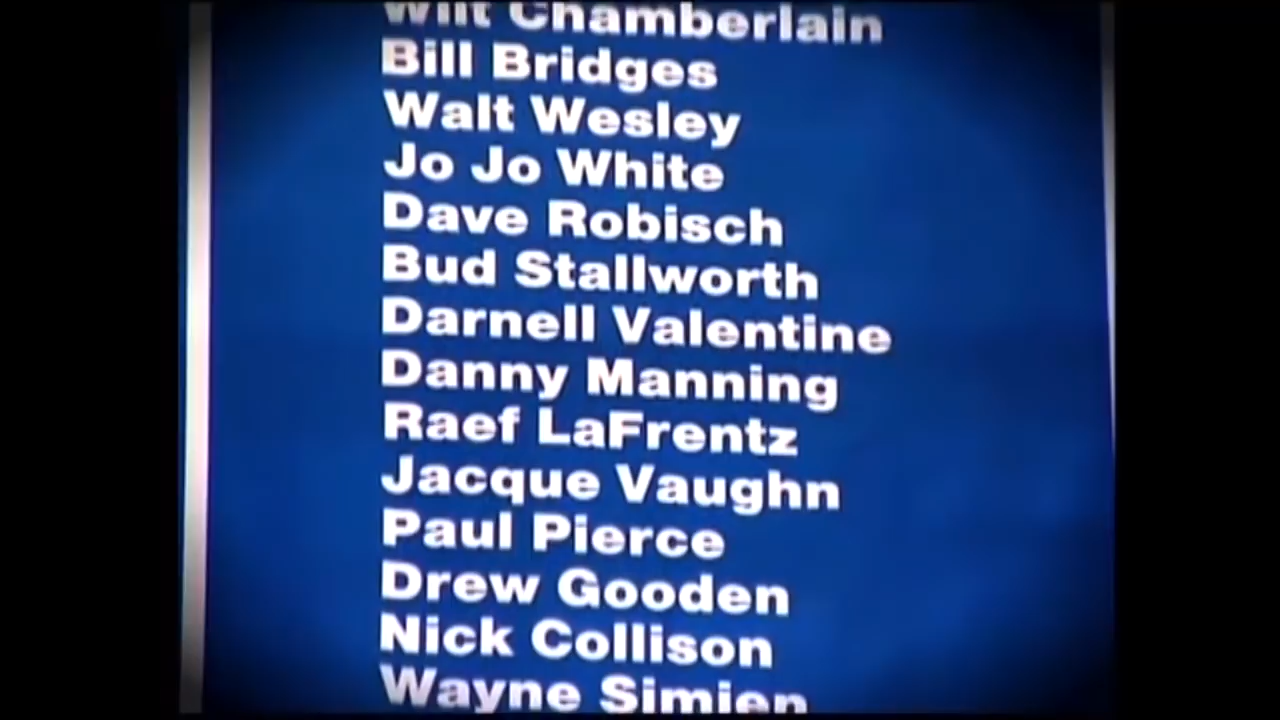 Wilt Chamberlain
Bill Bridges
Walt Wesley
Jo Jo White
Dave Robisch
Bud Stallworth
Darnell Valentine
Danny Manning
Raef LaFrentz
Jacque Vaughn
Paul Pierce
Drew Gooden
Nick Collison
Wayne Simien